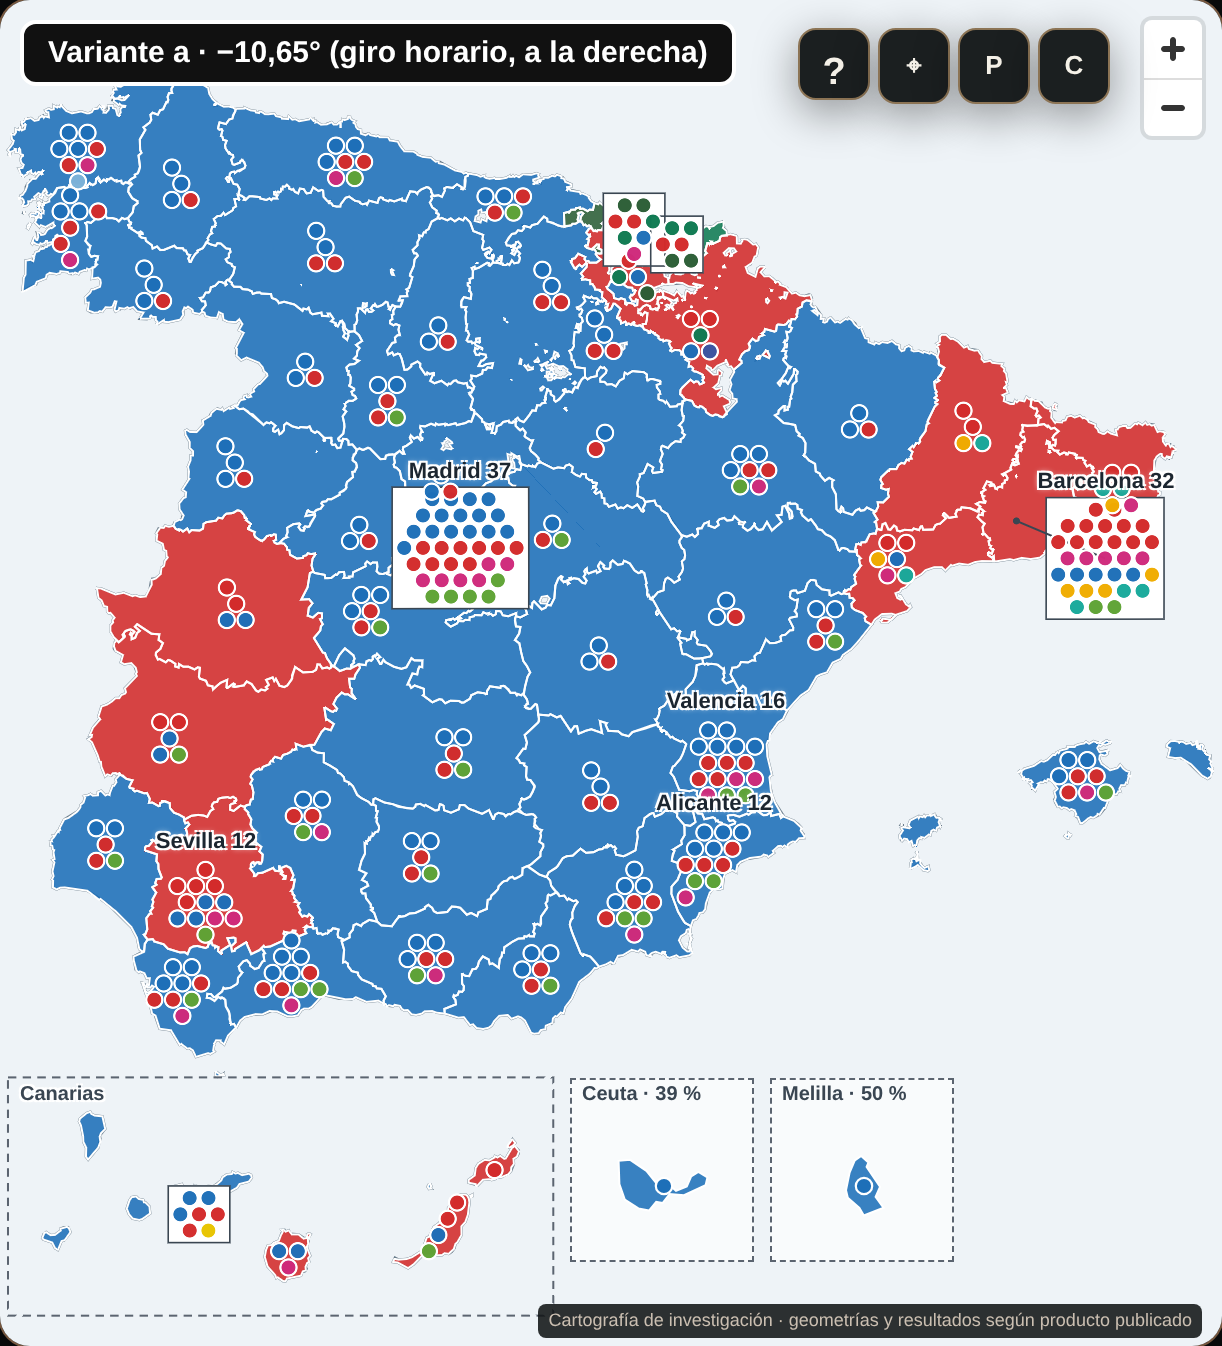 Variante a · −10,65° (giro horario, a la derecha)
?
⌖
P
C
+
−
Madrid 37
Barcelona 32
Valencia 16
Alicante 12
Sevilla 12
Canarias
Ceuta · 39 %
Melilla · 50 %
Cartografía de investigación · geometrías y resultados según producto publicado